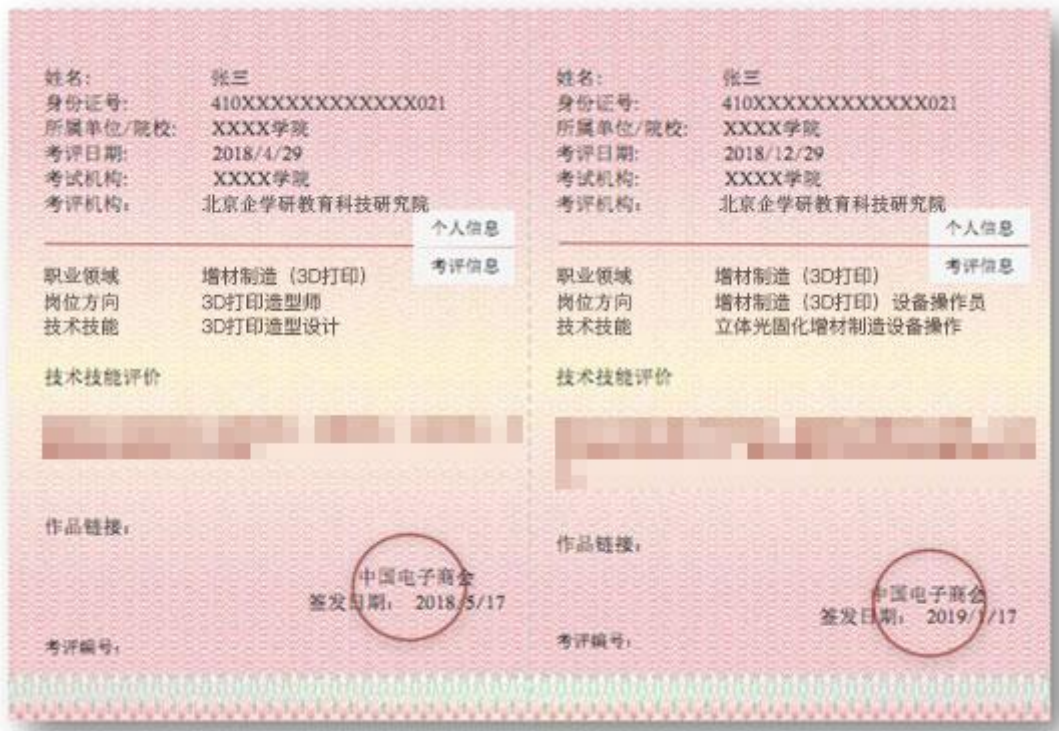 姓名: 张三
身份证号: 410XXXXXXXXXXXX021
所属单位/院校: XXXX学院
考评日期: 2018/4/29
考试机构: XXXX学院
考评机构: 北京企学研教育科技研究院
个人信息
考评信息
职业领域 增材制造（3D打印）
岗位方向 3D打印造型师
技术技能 3D打印造型设计
技术技能评价
作品链接:
中国电子商会
签发日期: 2018/5/17
考评编号:
姓名: 张三
身份证号: 410XXXXXXXXXXXX021
所属单位/院校: XXXX学院
考评日期: 2018/12/29
考试机构: XXXX学院
考评机构: 北京企学研教育科技研究院
个人信息
考评信息
职业领域 增材制造（3D打印）
岗位方向 增材制造（3D打印）设备操作员
技术技能 立体光固化增材制造设备操作
技术技能评价
作品链接:
中国电子商会
签发日期: 2019/1/17
考评编号: